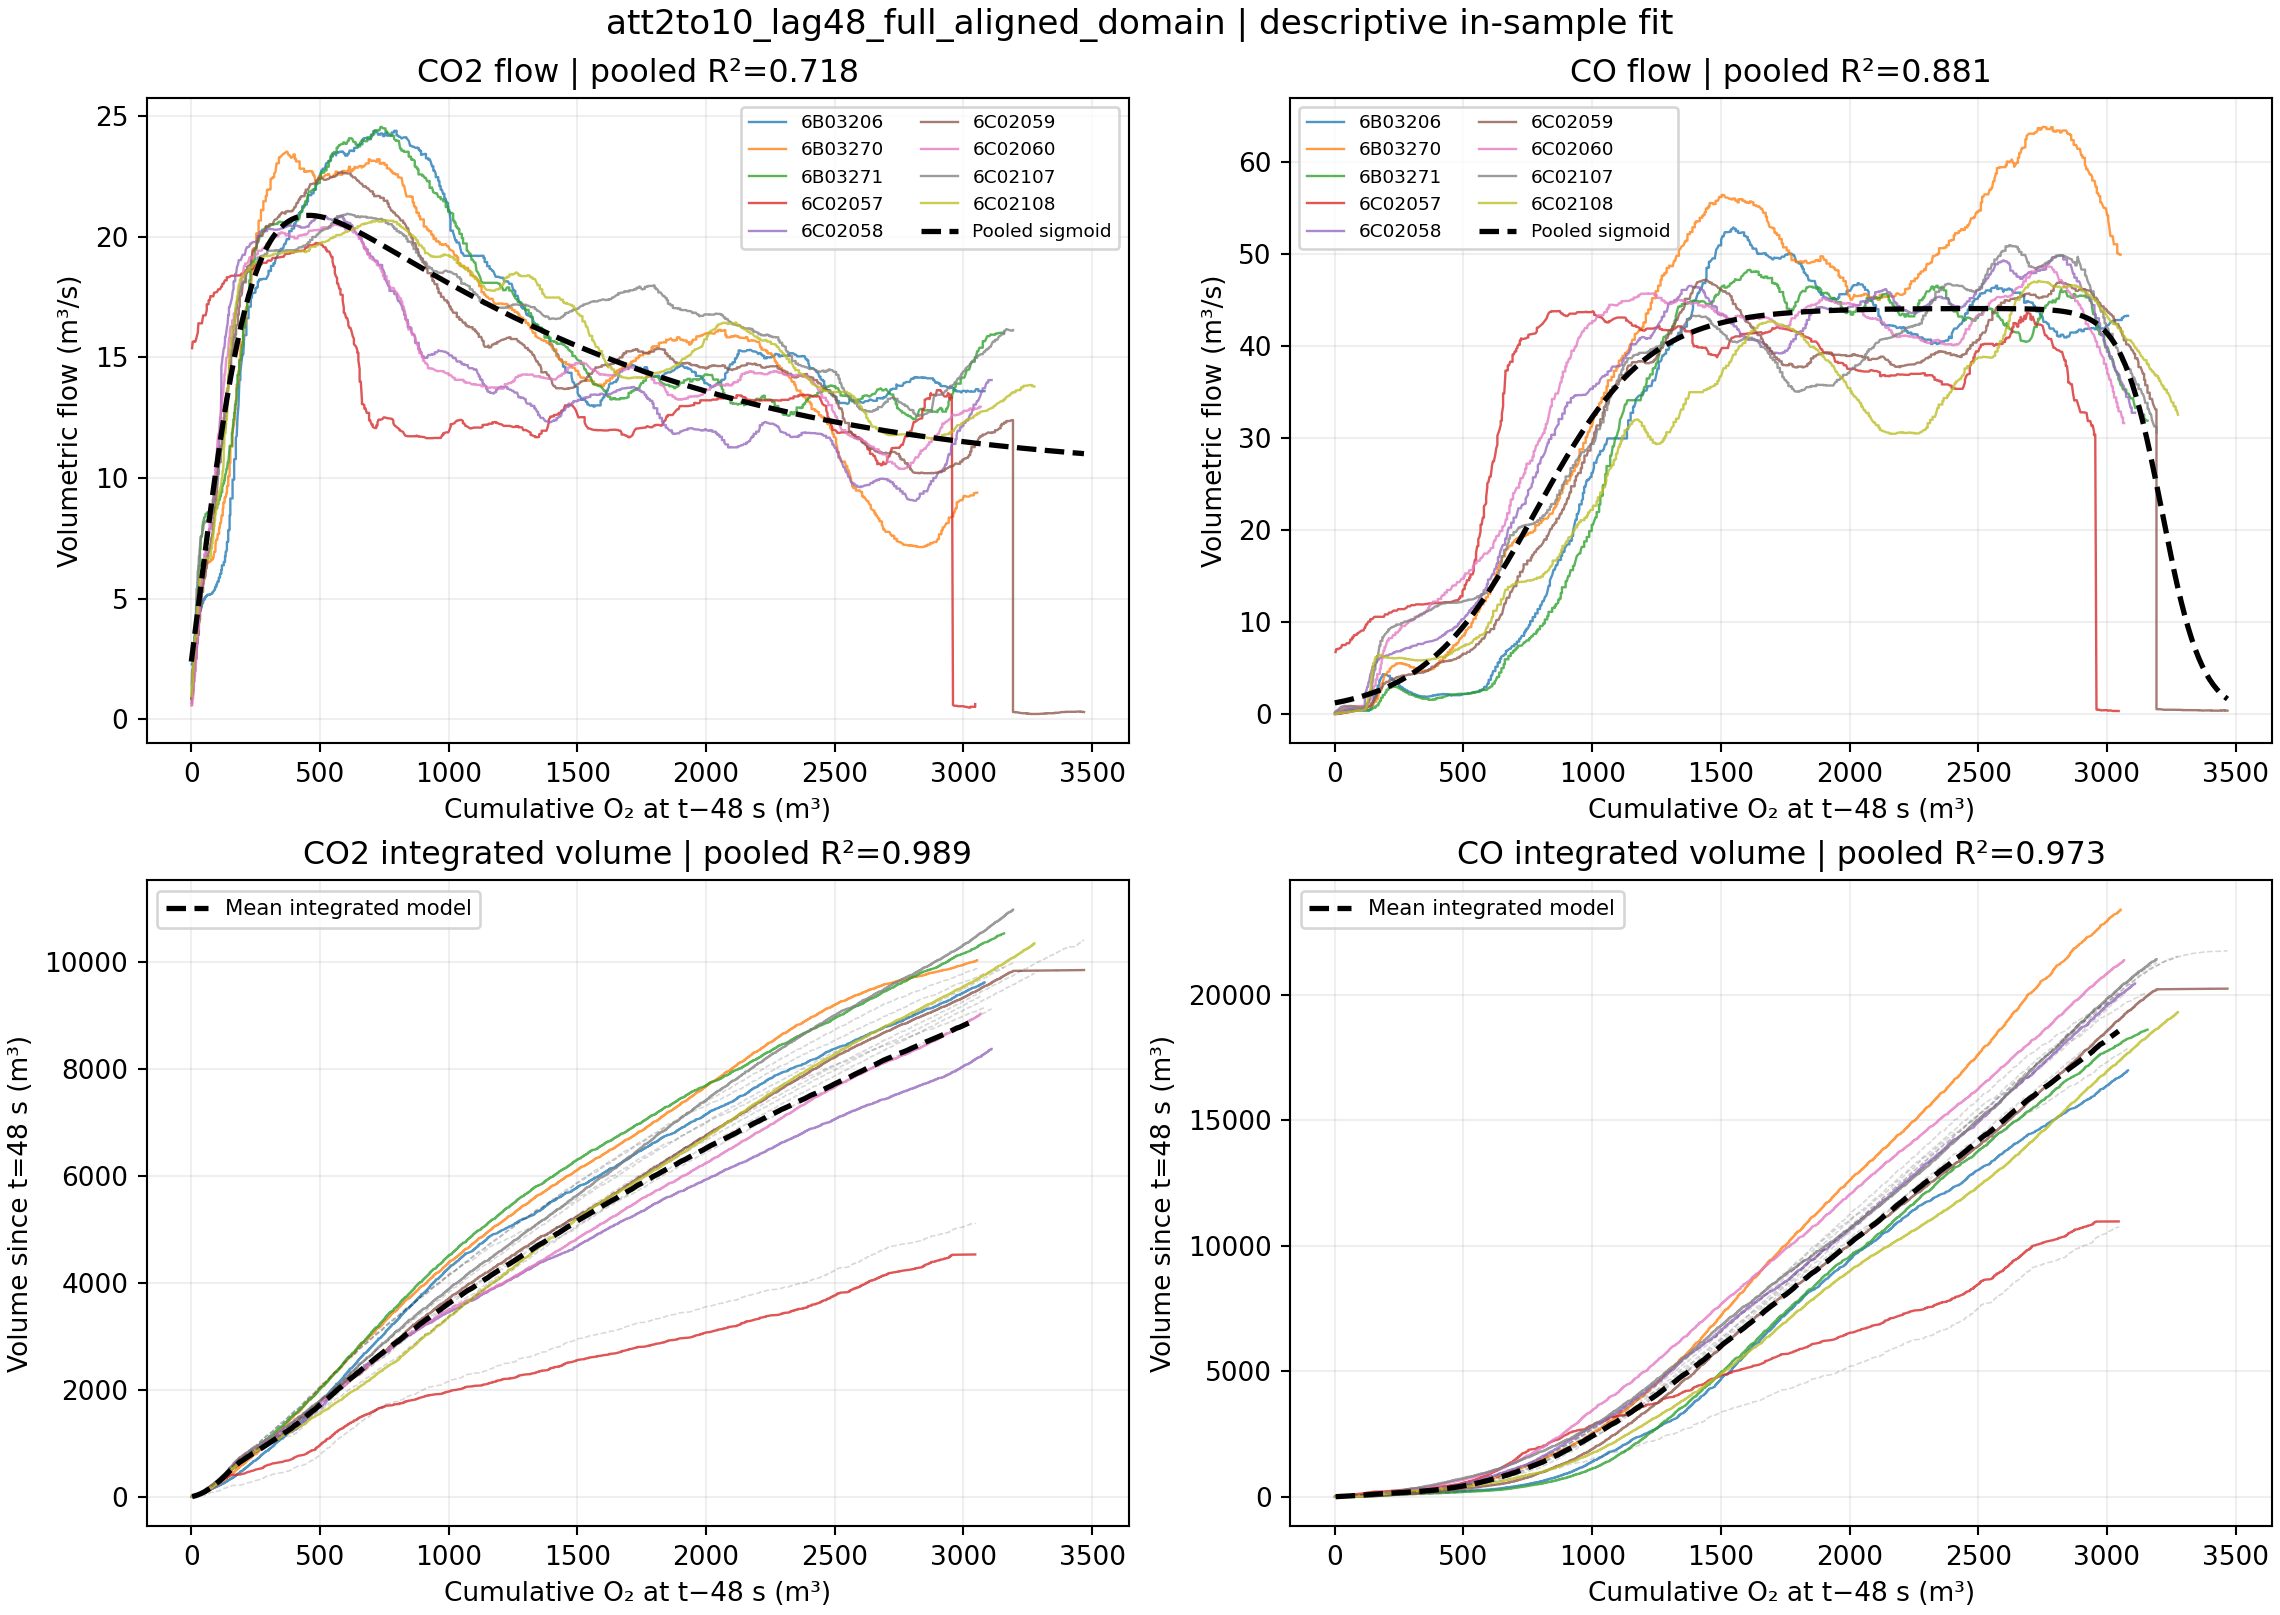 att2to10_lag48_full_aligned_domain | descriptive in-sample fit
CO2 flow | pooled R²=0.718
Volumetric flow (m³/s)
25
20
15
10
5
0
6B03206
6B03270
6B03271
6C02057
6C02058
6C02059
6C02060
6C02107
6C02108
Pooled sigmoid
0 500 1000 1500 2000 2500 3000 3500
Cumulative O₂ at t−48 s (m³)
CO flow | pooled R²=0.881
Volumetric flow (m³/s)
60
50
40
30
20
10
0
6B03206
6B03270
6B03271
6C02057
6C02058
6C02059
6C02060
6C02107
6C02108
Pooled sigmoid
0 500 1000 1500 2000 2500 3000 3500
Cumulative O₂ at t−48 s (m³)
CO2 integrated volume | pooled R²=0.989
Volume since t=48 s (m³)
10000
8000
6000
4000
2000
0
Mean integrated model
0 500 1000 1500 2000 2500 3000 3500
Cumulative O₂ at t−48 s (m³)
CO integrated volume | pooled R²=0.973
Volume since t=48 s (m³)
20000
15000
10000
5000
0
Mean integrated model
0 500 1000 1500 2000 2500 3000 3500
Cumulative O₂ at t−48 s (m³)